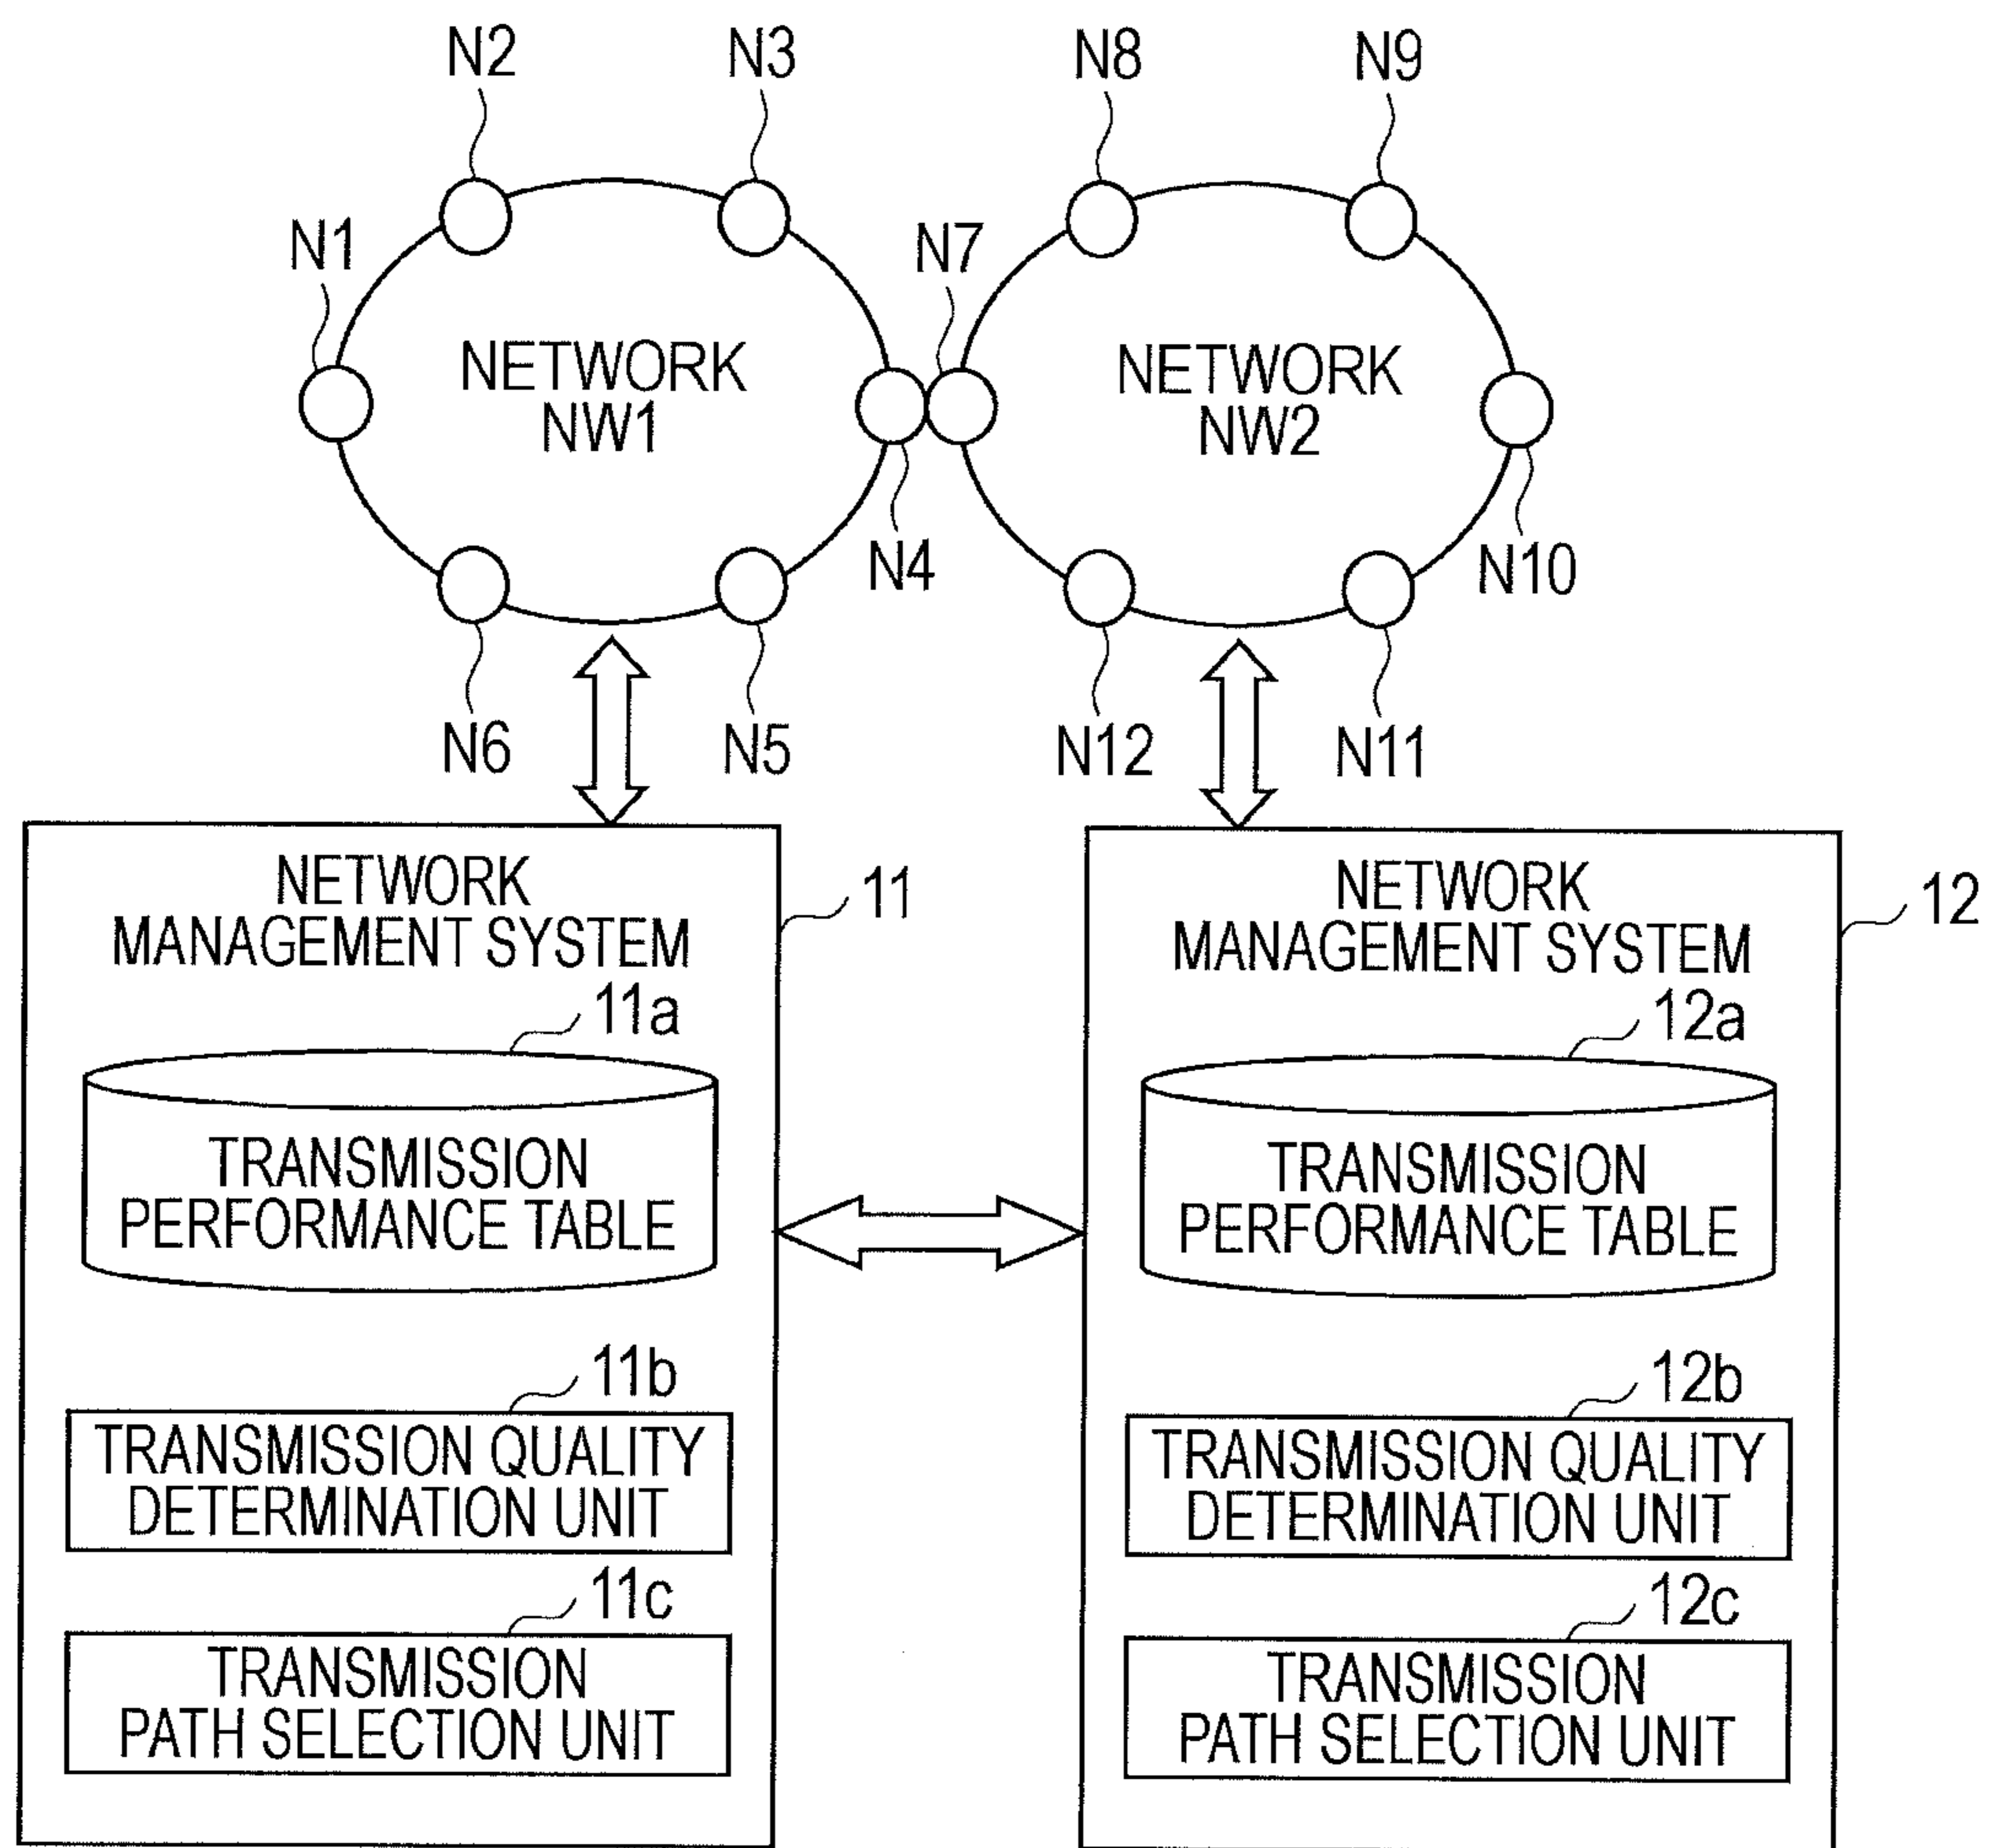 N2
N3
N8
N9
N1
N7
NETWORK
NW1
NETWORK
NW2
N4
N10
N6
N5
N12
N11
NETWORK
MANAGEMENT SYSTEM
11
11a
TRANSMISSION
PERFORMANCE TABLE
11b
TRANSMISSION QUALITY
DETERMINATION UNIT
11c
TRANSMISSION
PATH SELECTION UNIT
NETWORK
MANAGEMENT SYSTEM
12
12a
TRANSMISSION
PERFORMANCE TABLE
12b
TRANSMISSION QUALITY
DETERMINATION UNIT
12c
TRANSMISSION
PATH SELECTION UNIT